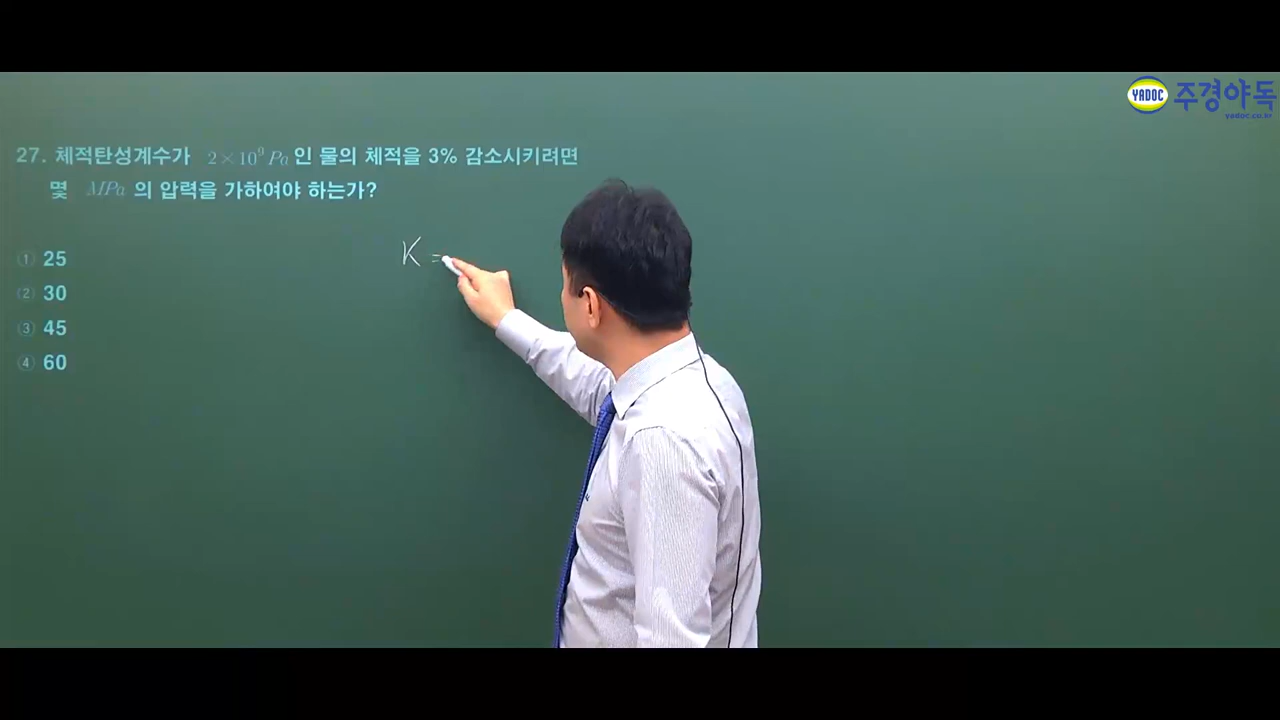 YADOC 주경야독
yadoc.co.kr
27. 체적탄성계수가 2×10⁹ Pa 인 물의 체적을 3% 감소시키려면
몇 MPa 의 압력을 가하여야 하는가?
K =
① 25
② 30
③ 45
④ 60